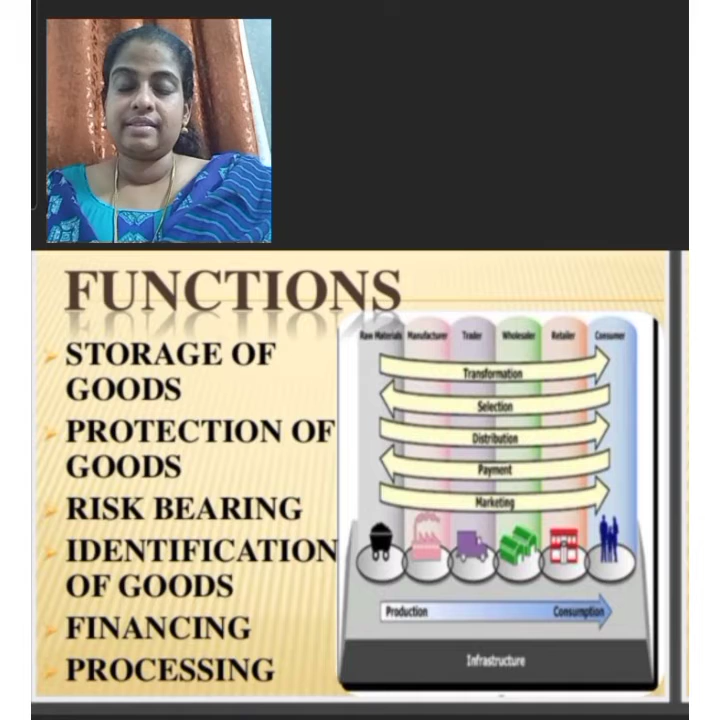 FUNCTIONS
STORAGE OF
GOODS
PROTECTION OF
GOODS
RISK BEARING
IDENTIFICATION
OF GOODS
FINANCING
PROCESSING
Raw Materials Manufacturer Trader Wholesaler Retailer Consumer
Transformation
Selection
Distribution
Payment
Marketing
Production Consumption
Infrastructure